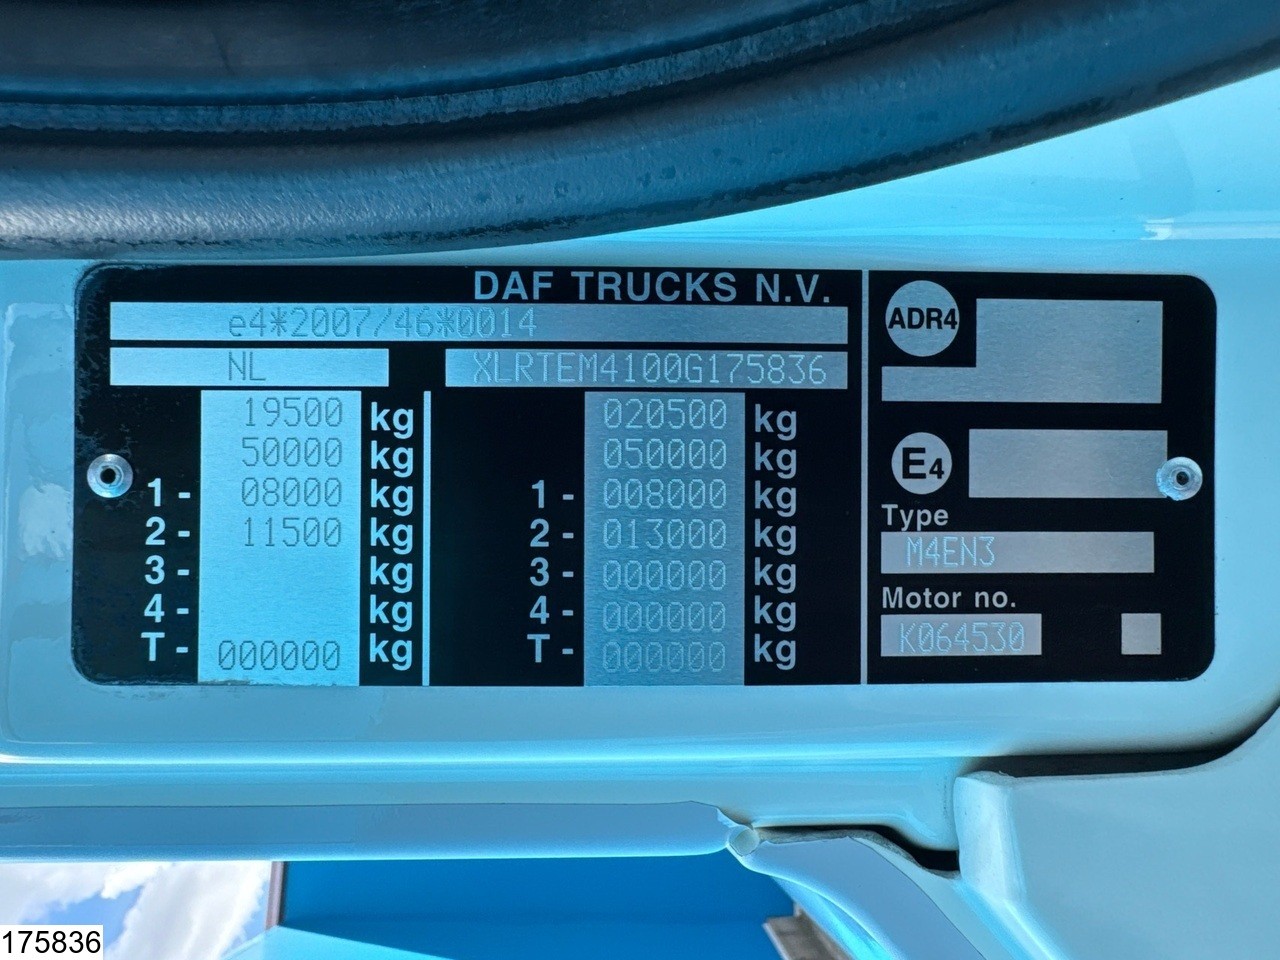 DAF TRUCKS N.V.
e4*2007/46*0014
NL XLRTEM4100G175836
19500 kg 020500 kg
50000 kg 050000 kg
1 - 08000 kg 1 - 008000 kg
2 - 11500 kg 2 - 013000 kg
3 - kg 3 - 000000 kg
4 - kg 4 - 000000 kg
T - 000000 kg T - 000000 kg
ADR4
E4
Type
M4EN3
Motor no.
K064530
175836